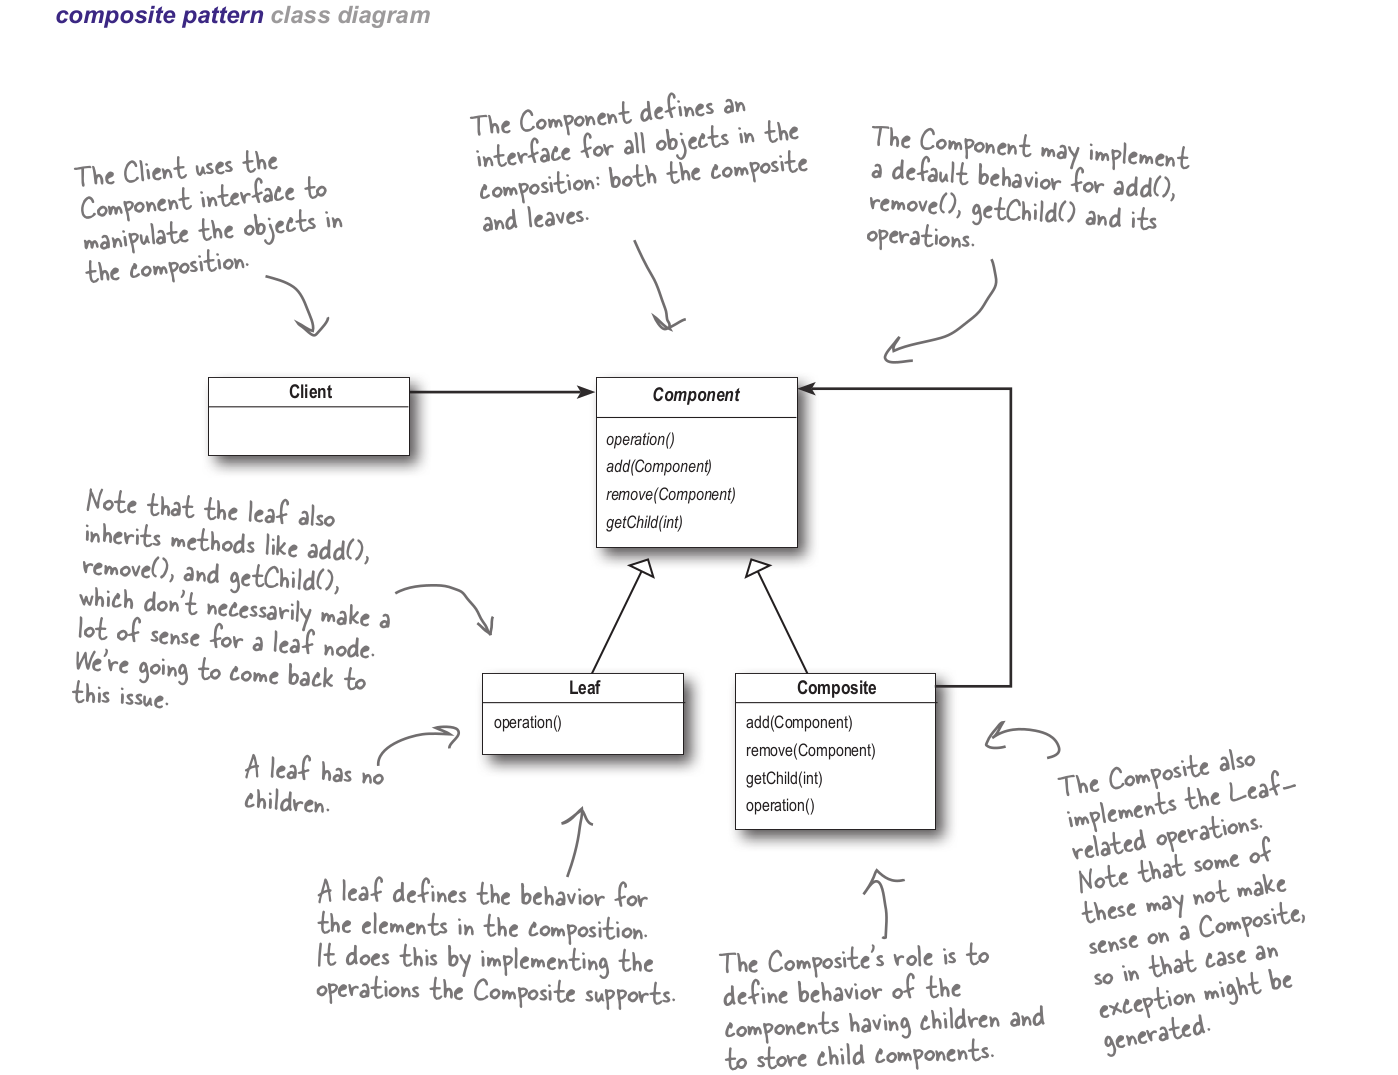 composite pattern class diagram
The Client uses the
Component interface to
manipulate the objects in
the composition.
The Component defines an
interface for all objects in the
composition: both the composite
and leaves.
The Component may implement
a default behavior for add(),
remove(), getChild() and its
operations.
Client
Component
operation()
add(Component)
remove(Component)
getChild(int)
Note that the leaf also
inherits methods like add(),
remove(), and getChild(),
which don't necessarily make a
lot of sense for a leaf node.
We're going to come back to
this issue.
Leaf
operation()
Composite
add(Component)
remove(Component)
getChild(int)
operation()
A leaf has no
children.
A leaf defines the behavior for
the elements in the composition.
It does this by implementing the
operations the Composite supports.
The Composite's role is to
define behavior of the
components having children and
to store child components.
The Composite also
implements the Leaf-
related operations.
Note that some of
these may not make
sense on a Composite,
so in that case an
exception might be
generated.